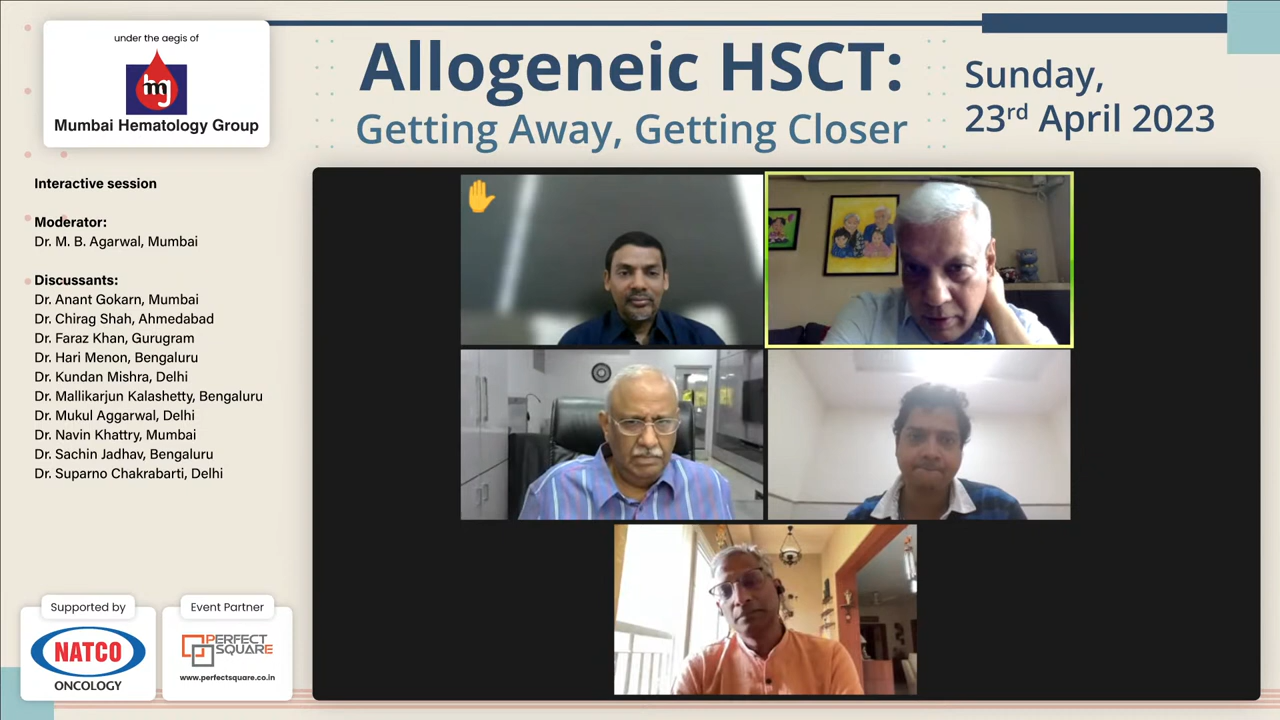 under the aegis of
hg
Mumbai Hematology Group
Allogeneic HSCT:
Getting Away, Getting Closer
Sunday,
23rd April 2023
Interactive session
Moderator:
Dr. M. B. Agarwal, Mumbai
Discussants:
Dr. Anant Gokarn, Mumbai
Dr. Chirag Shah, Ahmedabad
Dr. Faraz Khan, Gurugram
Dr. Hari Menon, Bengaluru
Dr. Kundan Mishra, Delhi
Dr. Mallikarjun Kalashetty, Bengaluru
Dr. Mukul Aggarwal, Delhi
Dr. Navin Khattry, Mumbai
Dr. Sachin Jadhav, Bengaluru
Dr. Suparno Chakrabarti, Delhi
Supported by
NATCO
ONCOLOGY
Event Partner
PERFECT
SQUARE
www.perfectsquare.co.in